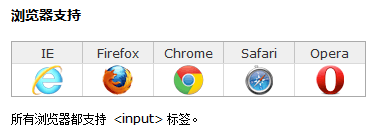 浏览器支持
IE Firefox Chrome Safari Opera
所有浏览器都支持 <input> 标签。